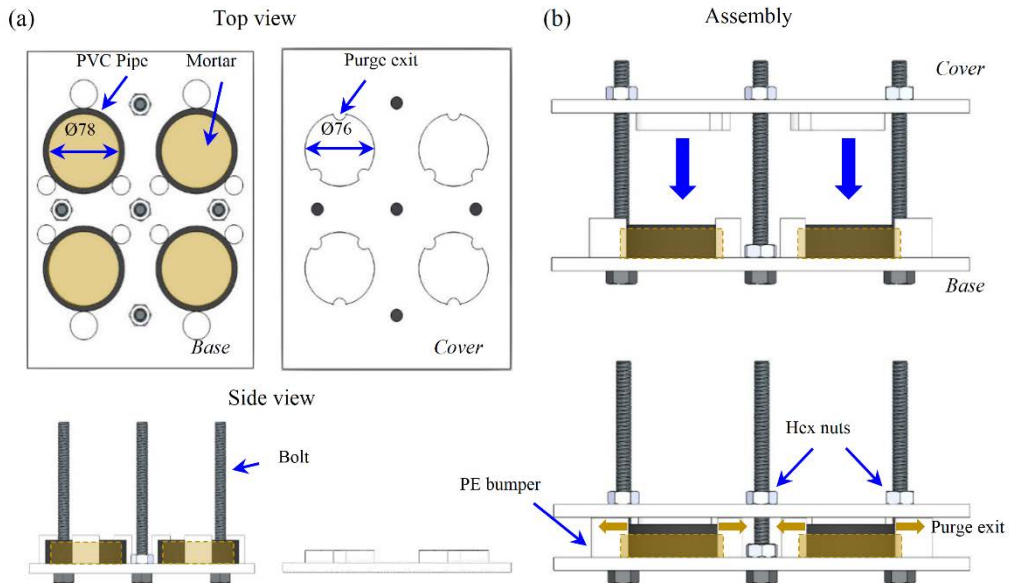 (a)
Top view
PVC Pipe
Mortar
Ø78
Base
Purge exit
Ø76
Cover
Side view
Bolt
(b)
Assembly
Cover
Base
Hex nuts
PE bumper
Purge exit